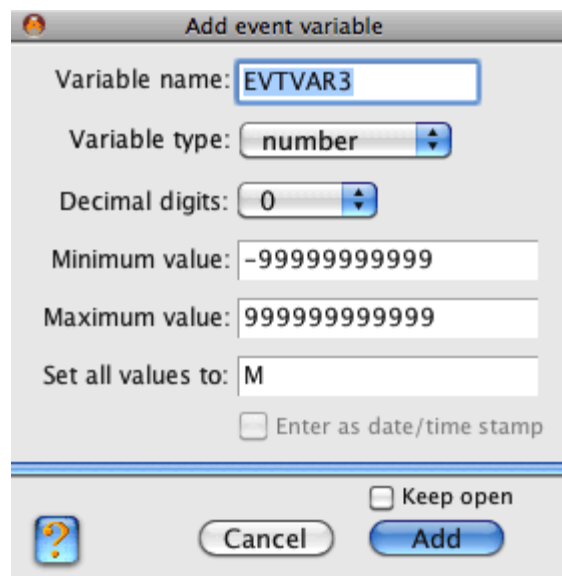 Add event variable
Variable name: EVTVAR3
Variable type: number
Decimal digits: 0
Minimum value: -99999999999
Maximum value: 999999999999
Set all values to: M
Enter as date/time stamp
Keep open
? Cancel Add